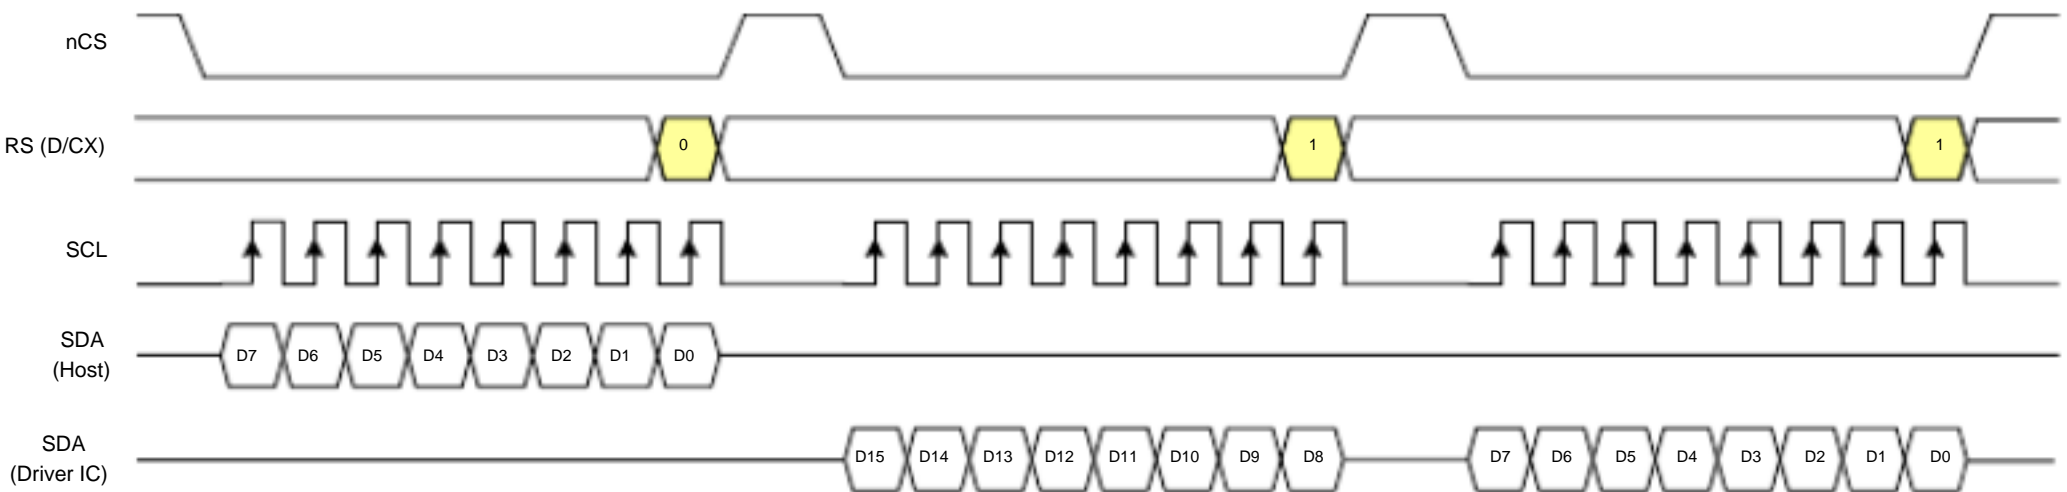 nCS
RS (D/CX)
0
1
1
SCL
SDA
(Host)
D7 D6 D5 D4 D3 D2 D1 D0
SDA
(Driver IC)
D15 D14 D13 D12 D11 D10 D9 D8 D7 D6 D5 D4 D3 D2 D1 D0